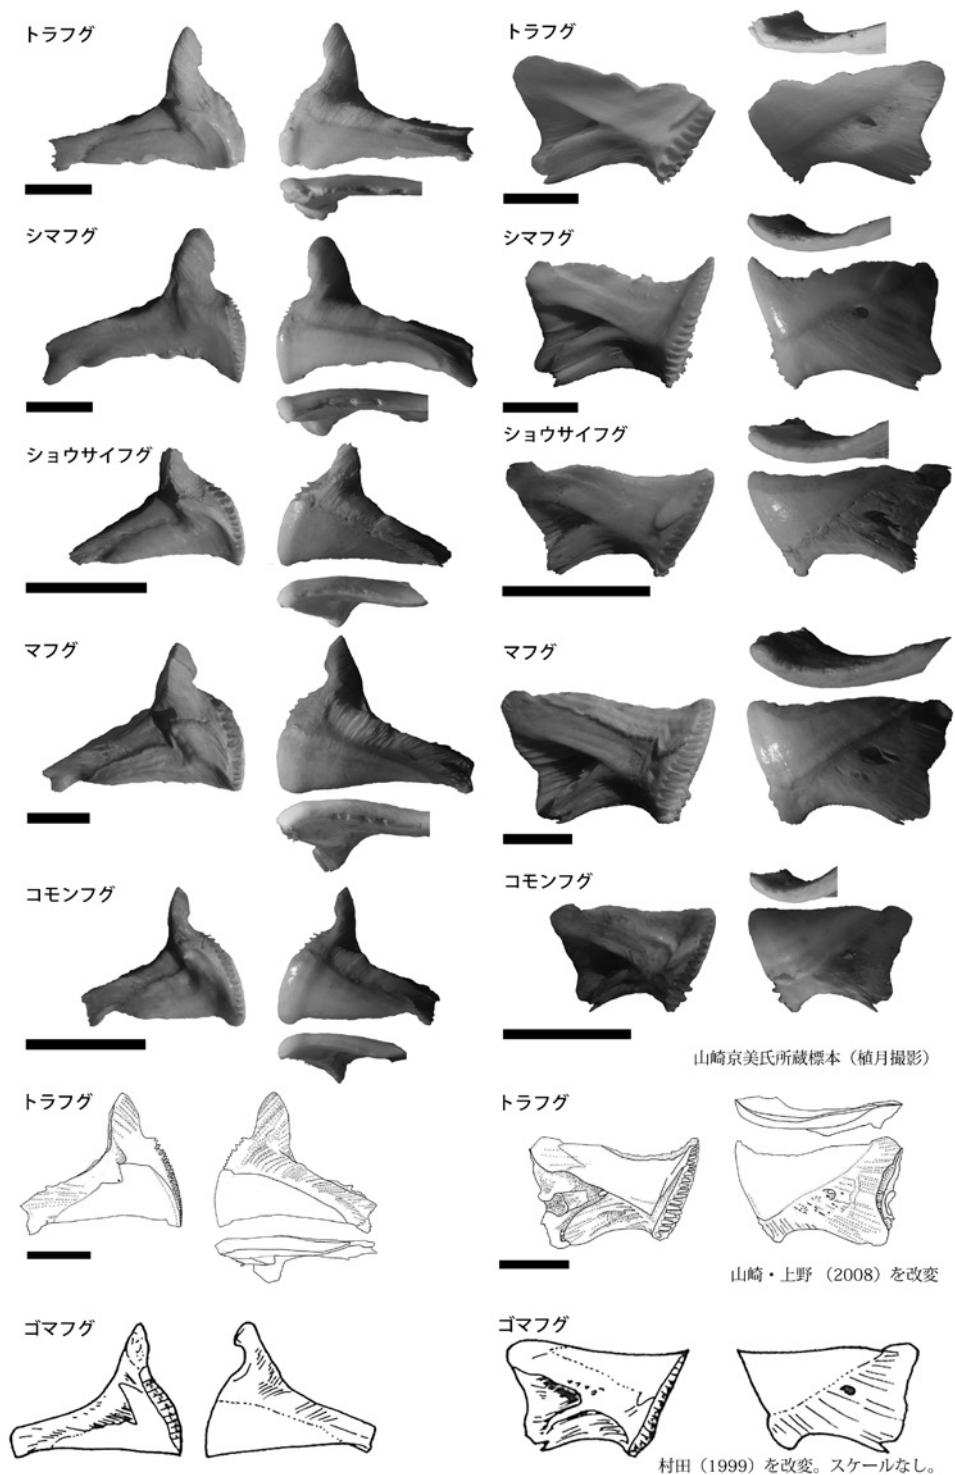 トラフグ
トラフグ
シマフグ
シマフグ
ショウサイフグ
ショウサイフグ
マフグ
マフグ
コモンフグ
コモンフグ
山崎京美氏所蔵標本（植月撮影）
トラフグ
トラフグ
山崎・上野 （2008）を改変
ゴマフグ
ゴマフグ
村田（1999）を改変。スケールなし。